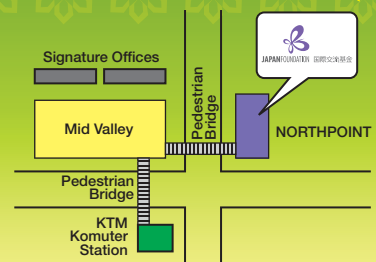 Signature Offices
JAPANFOUNDATION 国際交流基金
Mid Valley
Pedestrian
Bridge
NORTHPOINT
Pedestrian
Bridge
KTM
Komuter
Station